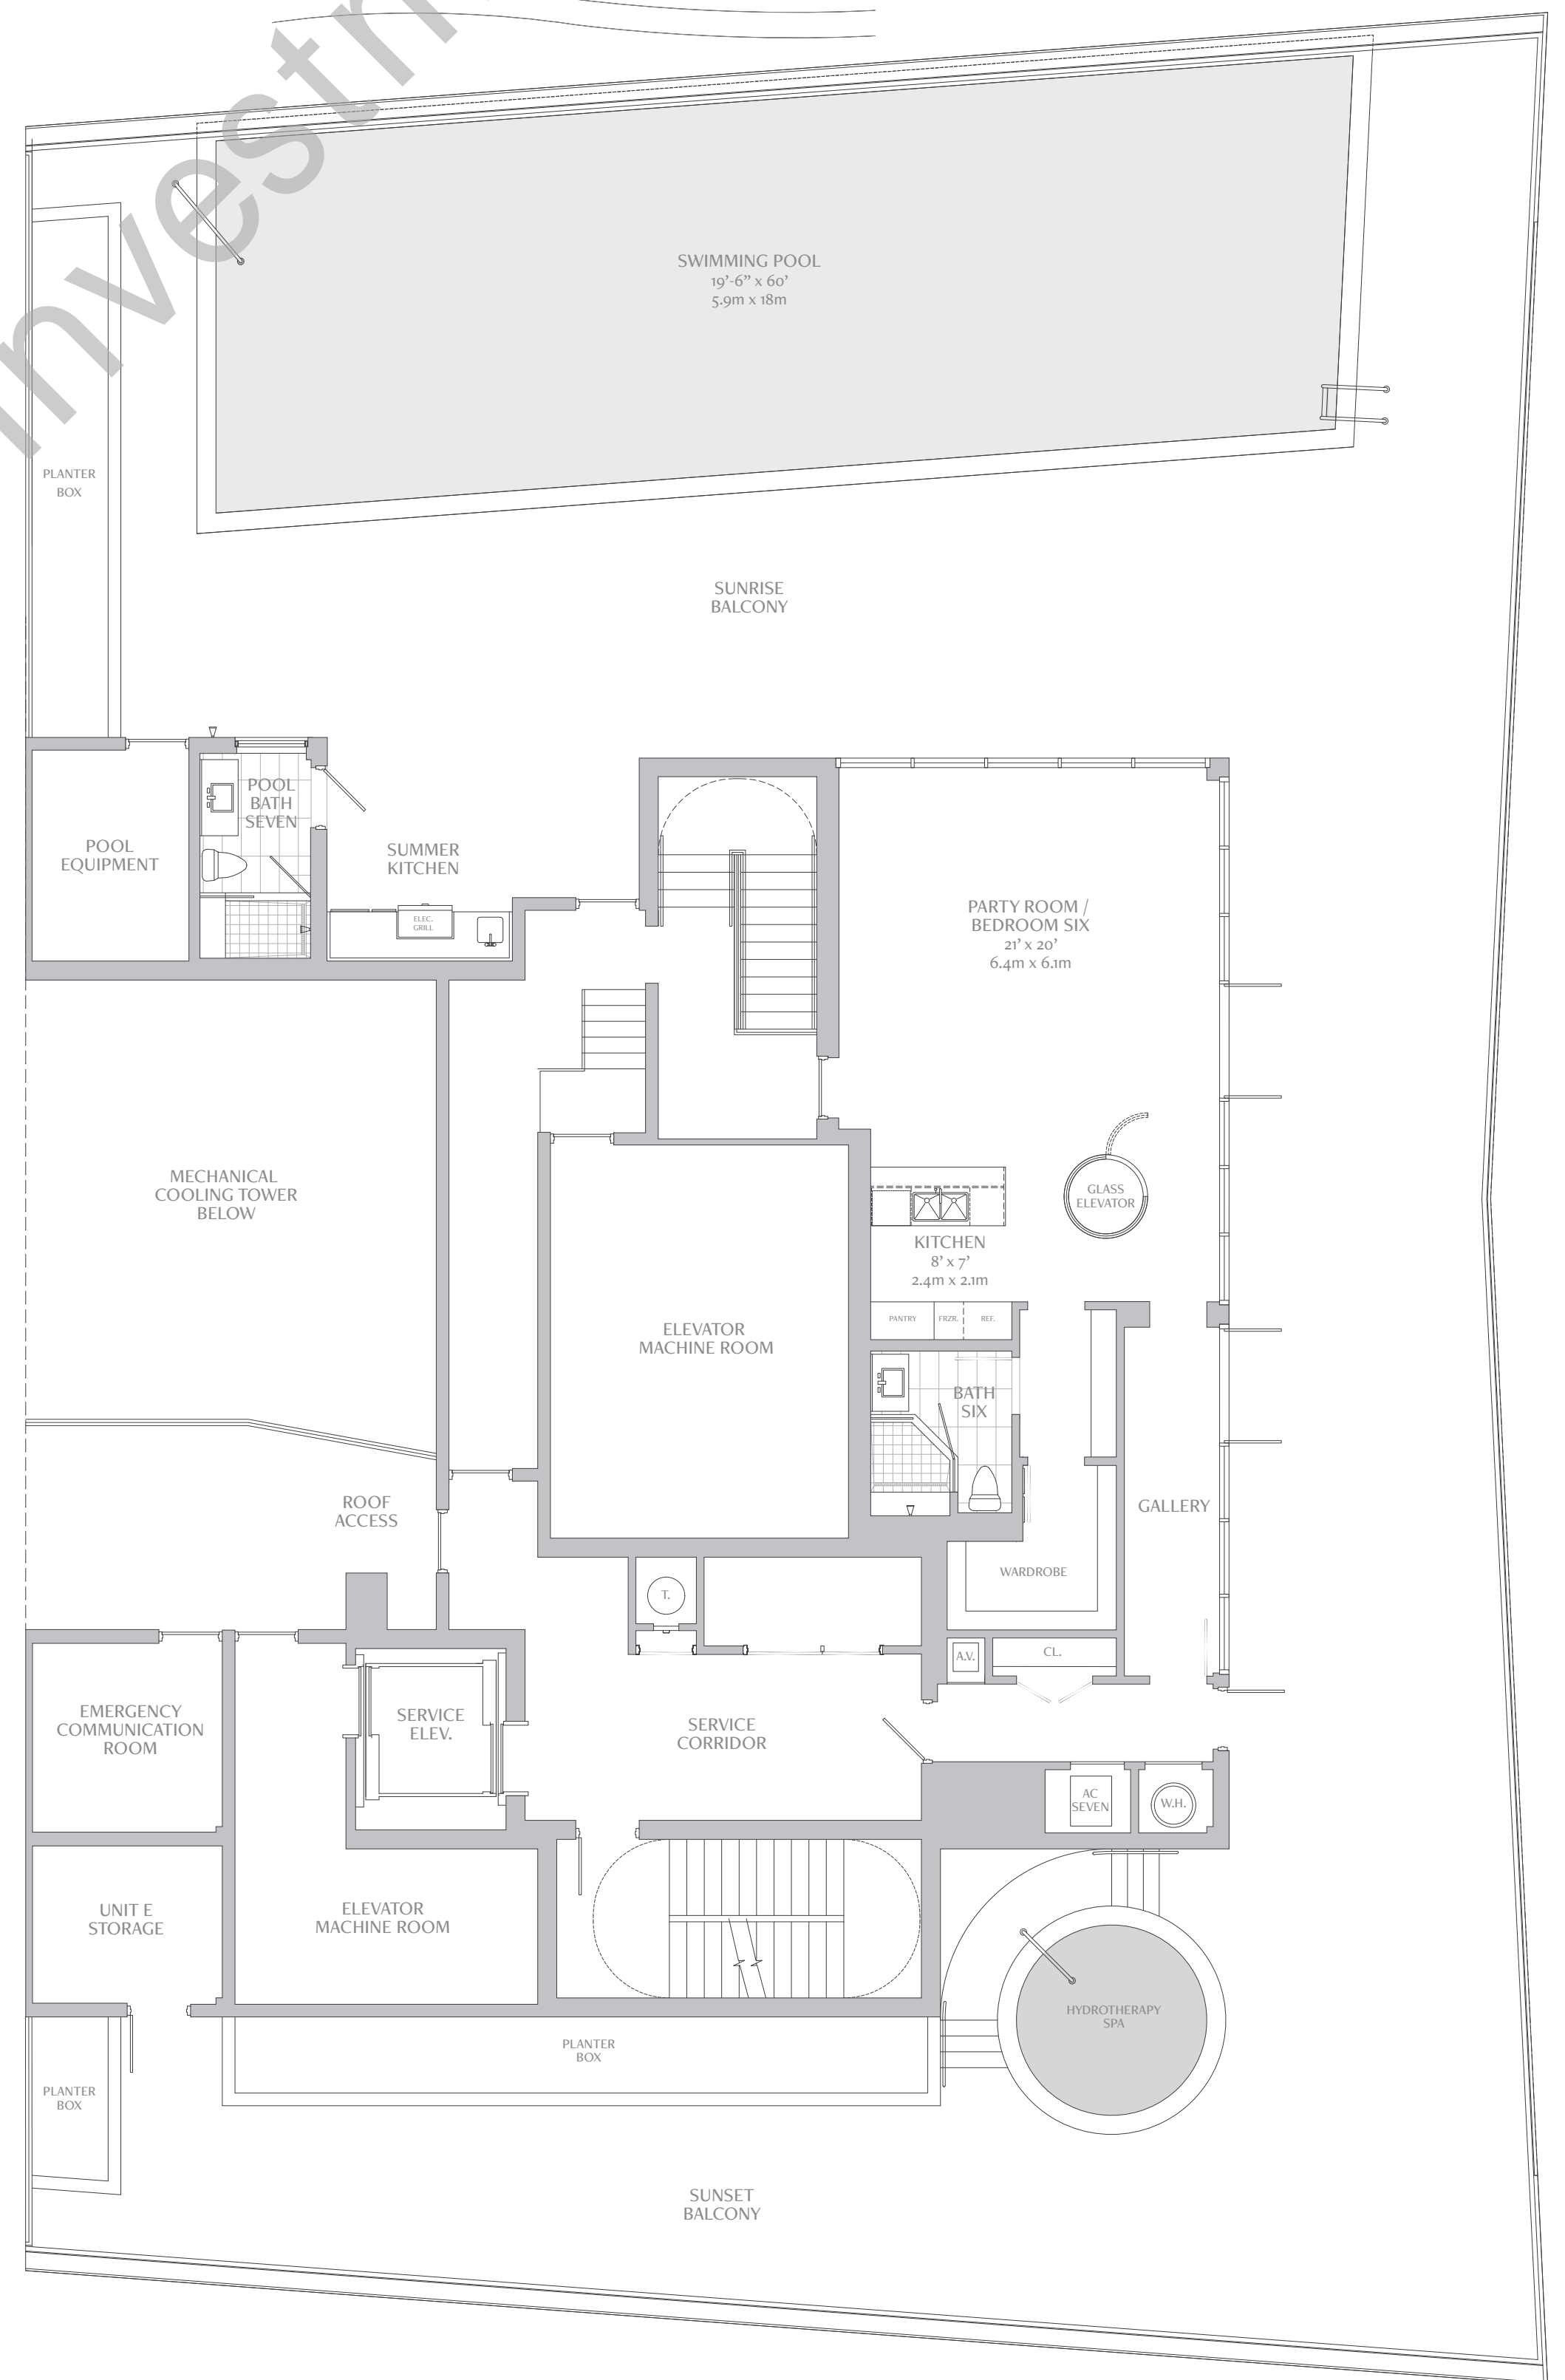 Invest
SWIMMING POOL
19'-6" x 60'
5.9m x 18m
PLANTER
BOX
SUNRISE
BALCONY
POOL
BATH
SEVEN
POOL
EQUIPMENT
SUMMER
KITCHEN
ELEC.
GRILL
PARTY ROOM /
BEDROOM SIX
21' x 20'
6.4m x 6.1m
MECHANICAL
COOLING TOWER
BELOW
GLASS
ELEVATOR
KITCHEN
8' x 7'
2.4m x 2.1m
PANTRY
FRZR.
REF.
ELEVATOR
MACHINE ROOM
BATH
SIX
ROOF
ACCESS
GALLERY
WARDROBE
T.
A.V.
CL.
EMERGENCY
COMMUNICATION
ROOM
SERVICE
ELEV.
SERVICE
CORRIDOR
AC
SEVEN
W.H.
UNIT E
STORAGE
ELEVATOR
MACHINE ROOM
HYDROTHERAPY
SPA
PLANTER
BOX
PLANTER
BOX
SUNSET
BALCONY